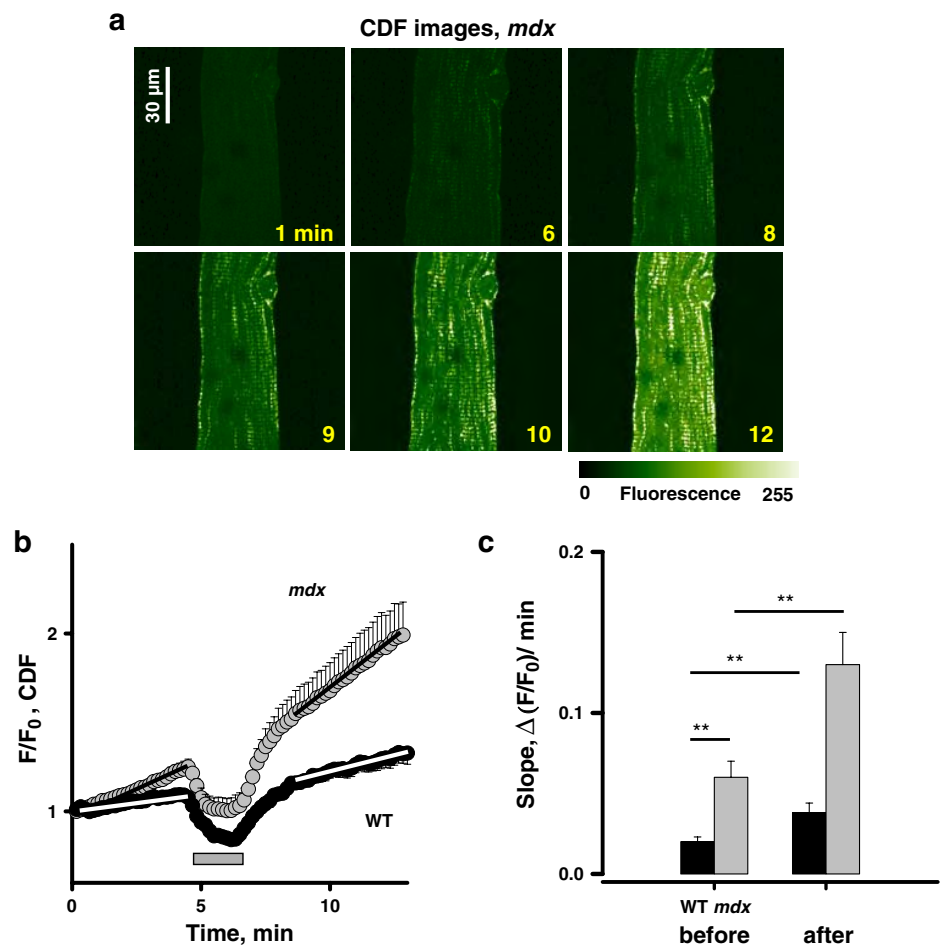 a
CDF images, mdx
30 µm
1 min
6
8
9
10
12
0 Fluorescence 255
b
mdx
2
1
WT
F/F0 , CDF
0 5 10
Time, min
c
0.2
0.1
0.0
Slope, Δ (F/F0)/ min
**
**
**
WT mdx
before after